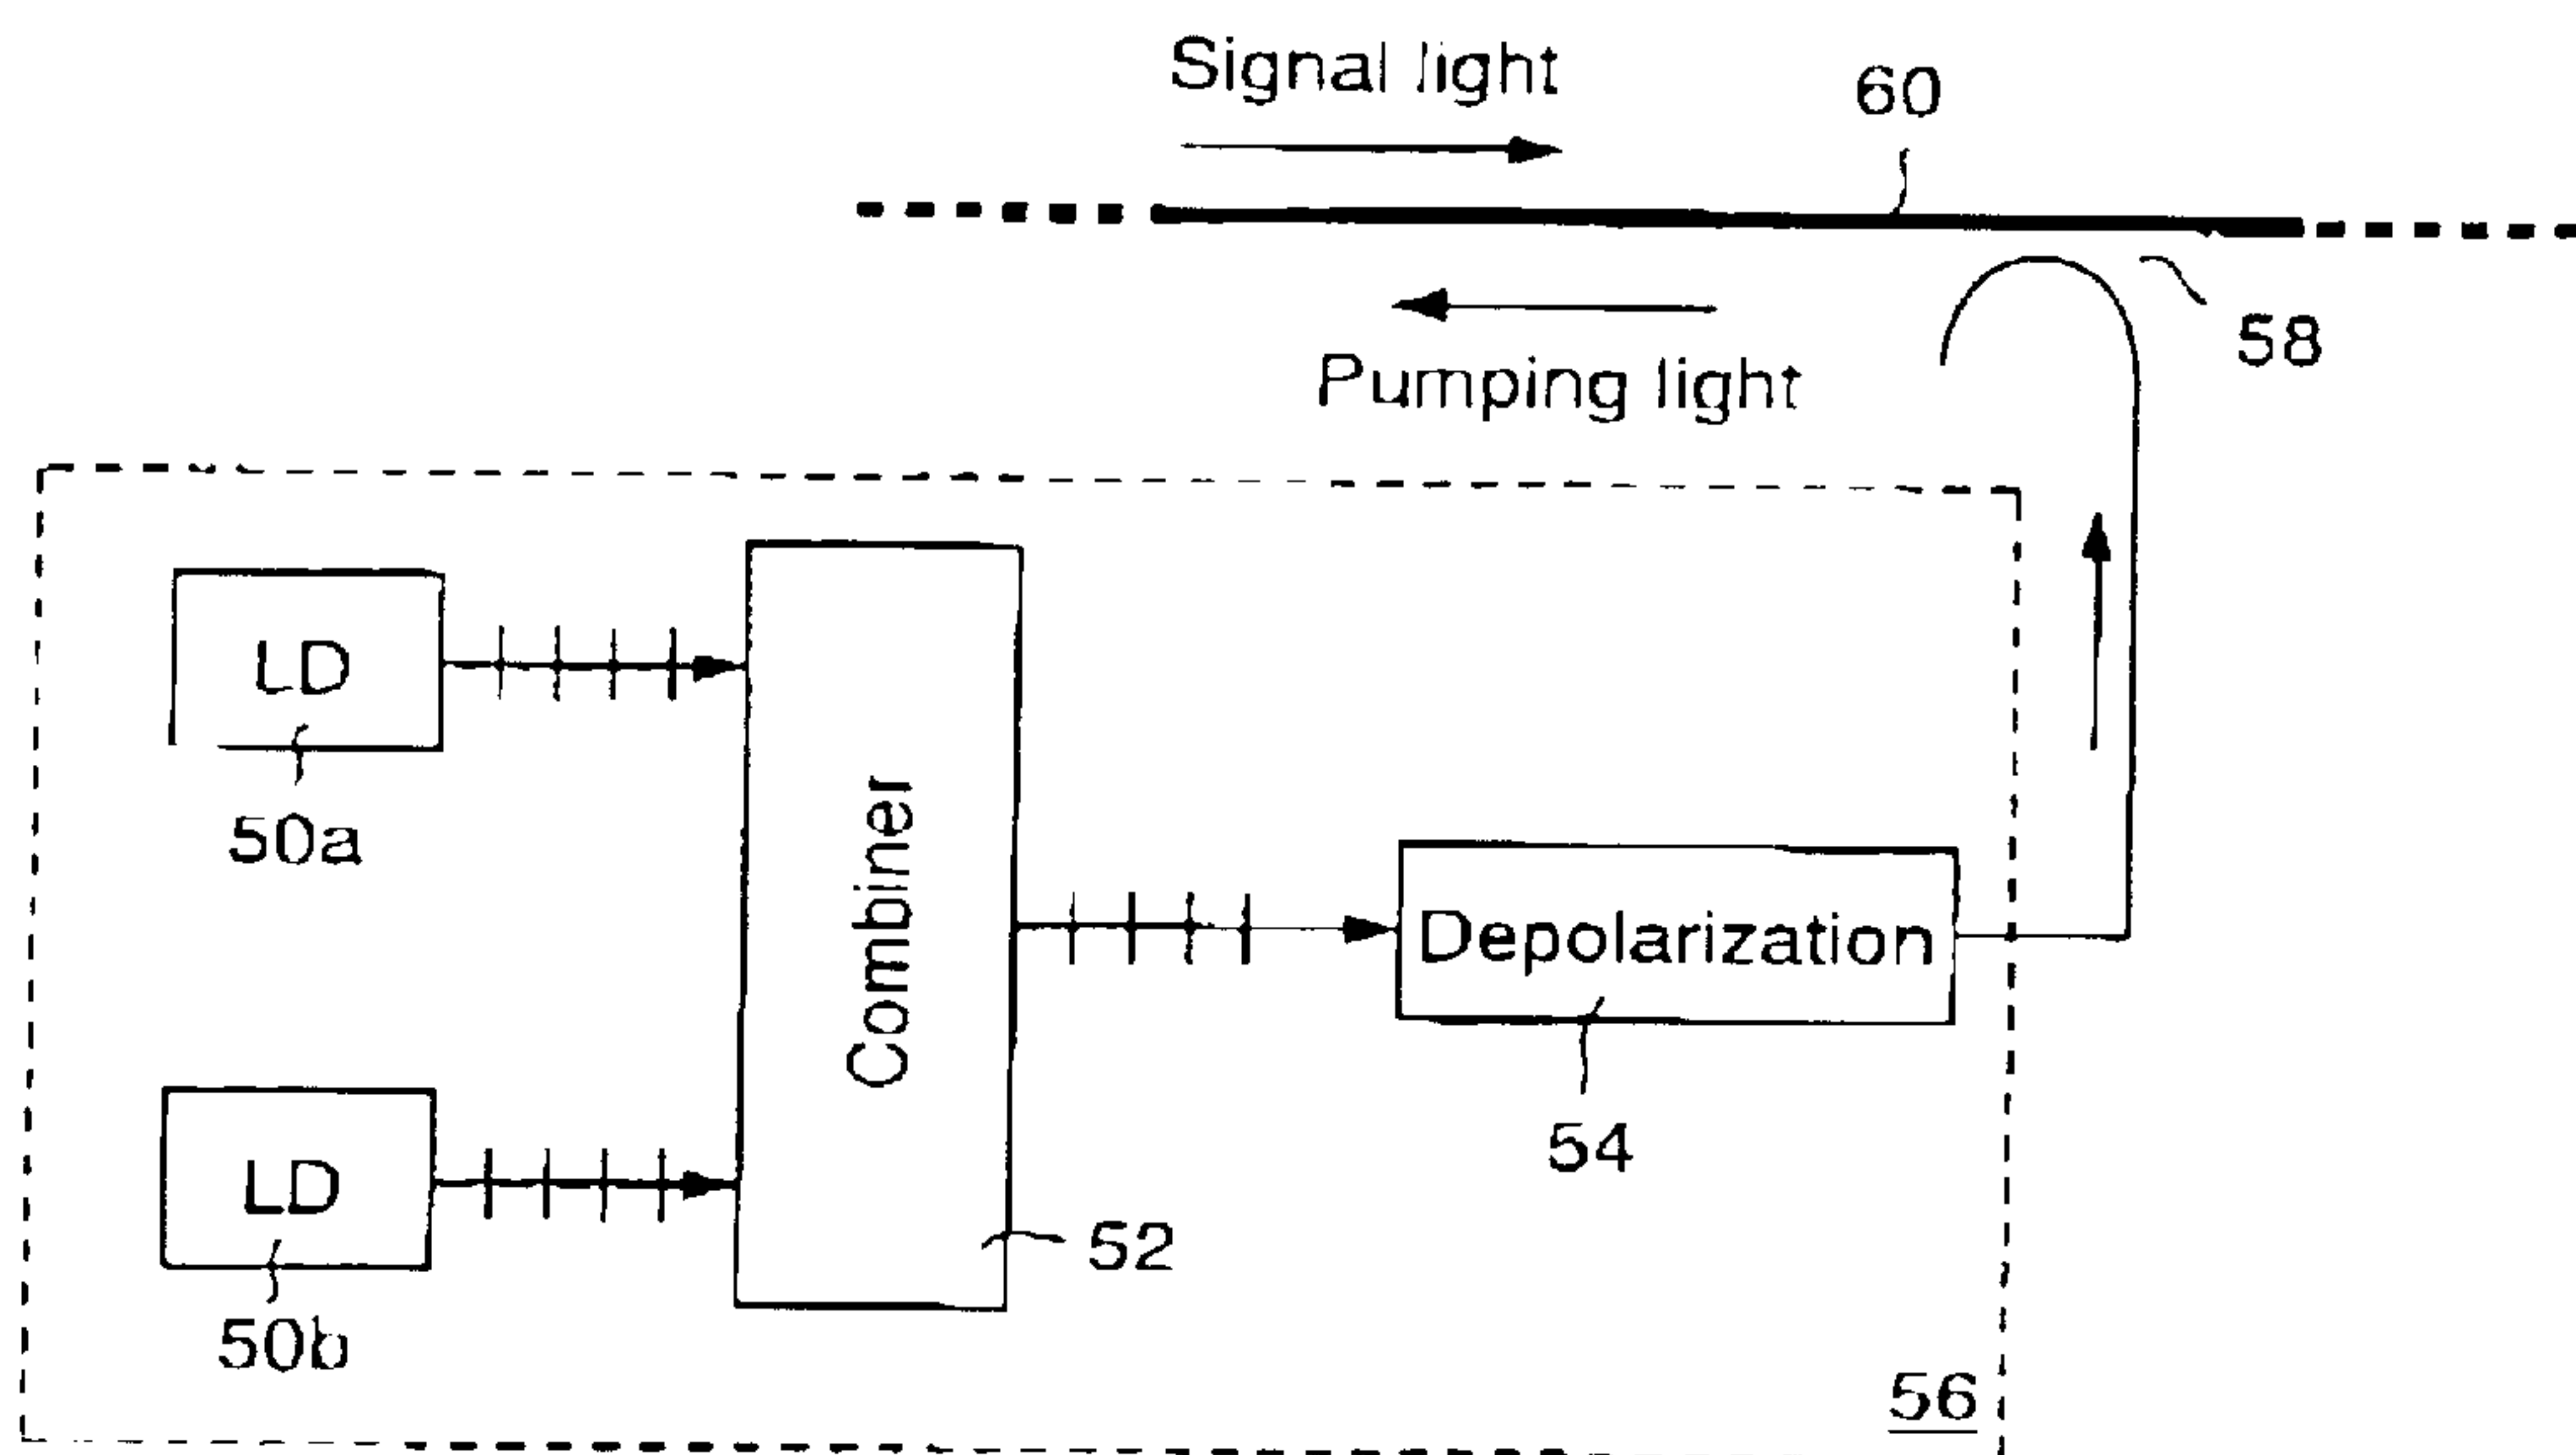 Signal light
60
58
Pumping light
LD
50a
Combiner
Depolarization
54
LD
52
50b
56